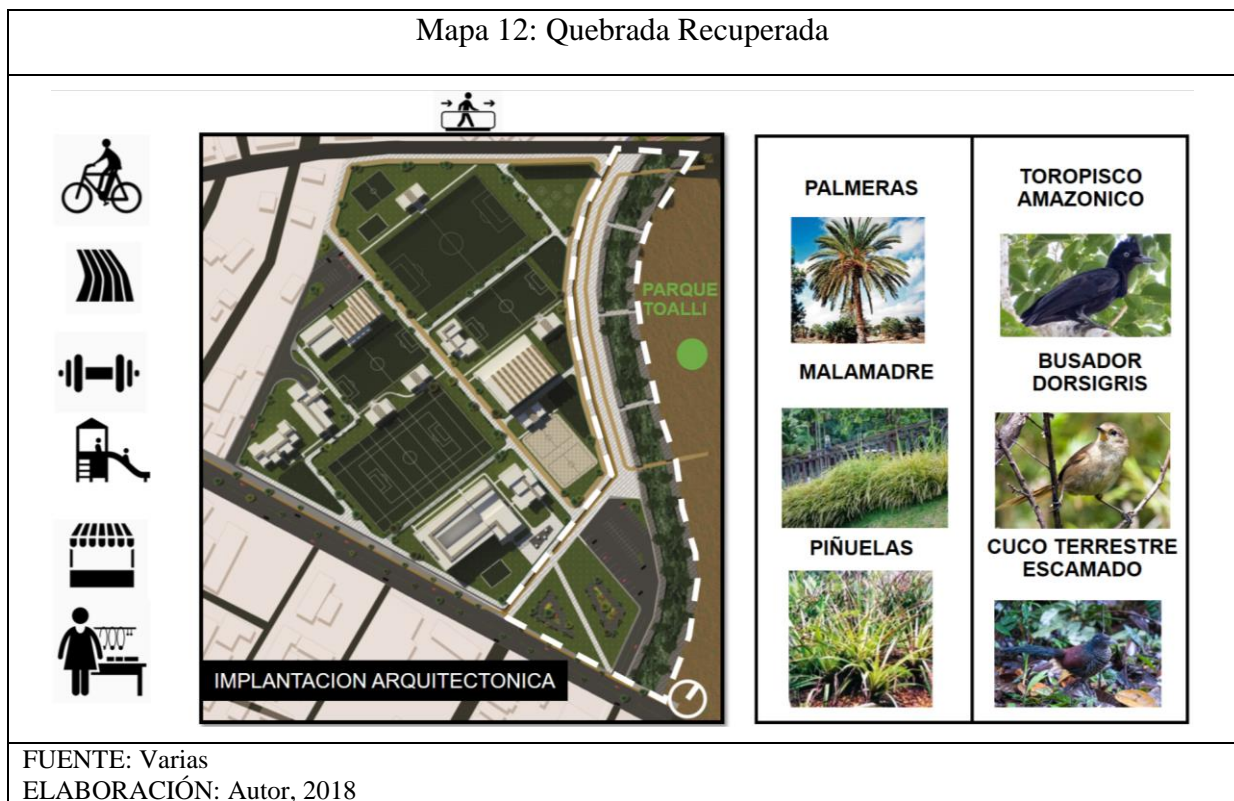 Mapa 12: Quebrada Recuperada
PARQUE
TOALLI
IMPLANTACION ARQUITECTONICA
PALMERAS
MALAMADRE
PIÑUELAS
TOROPISCO
AMAZONICO
BUSADOR
DORSIGRIS
CUCO TERRESTRE
ESCAMADO
FUENTE: Varias
ELABORACIÓN: Autor, 2018